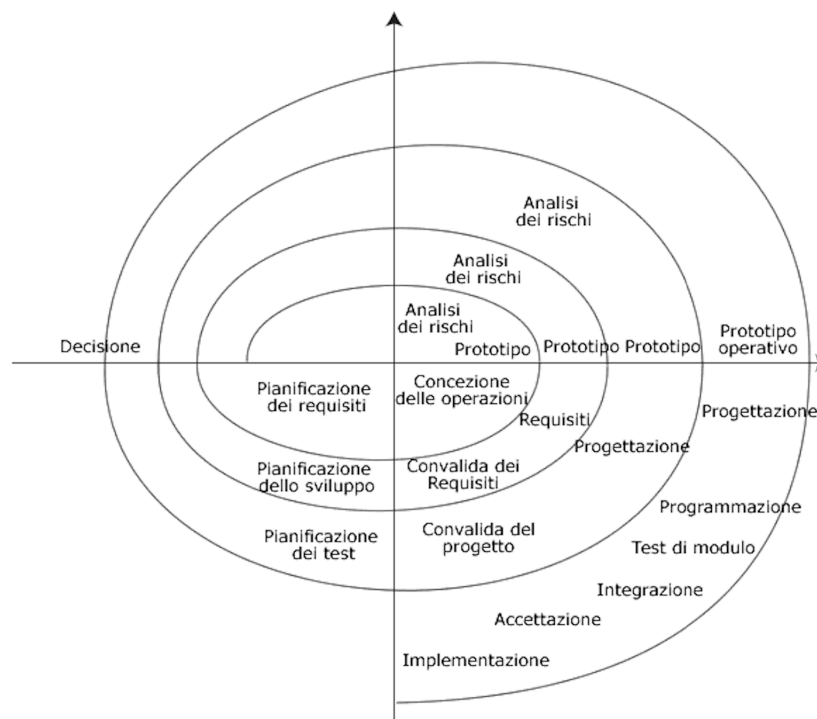 Analisi
dei rischi
Analisi
dei rischi
Analisi
dei rischi
Decisione
Prototipo
Prototipo
Prototipo
Prototipo
operativo
Pianificazione
dei requisiti
Concezione
delle operazioni
Requisiti
Progettazione
Progettazione
Pianificazione
dello sviluppo
Convalida dei
Requisiti
Pianificazione
dei test
Convalida del
progetto
Programmazione
Test di modulo
Integrazione
Accettazione
Implementazione